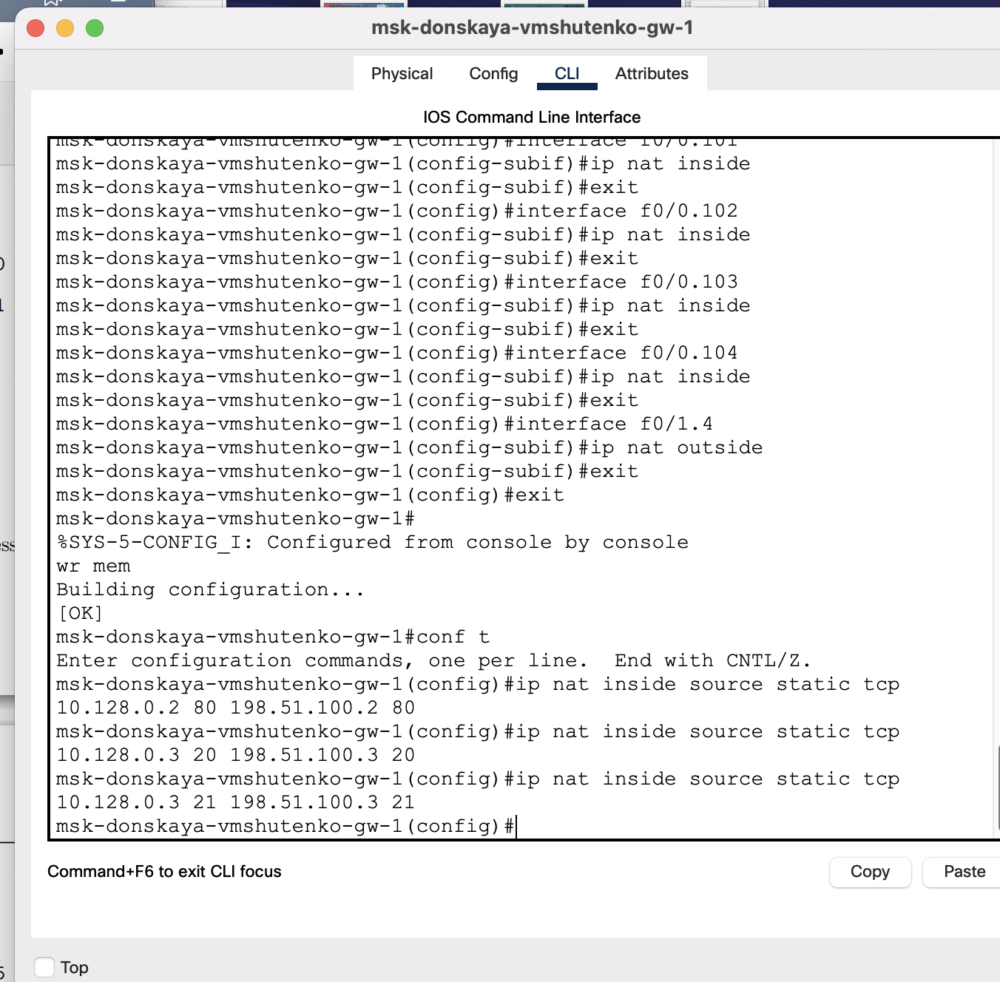 msk-donskaya-vmshutenko-gw-1
Physical Config CLI Attributes
IOS Command Line Interface
msk-donskaya-vmshutenko-gw-1(config)#interface f0/0.101
msk-donskaya-vmshutenko-gw-1(config-subif)#ip nat inside
msk-donskaya-vmshutenko-gw-1(config-subif)#exit
msk-donskaya-vmshutenko-gw-1(config)#interface f0/0.102
msk-donskaya-vmshutenko-gw-1(config-subif)#ip nat inside
msk-donskaya-vmshutenko-gw-1(config-subif)#exit
msk-donskaya-vmshutenko-gw-1(config)#interface f0/0.103
msk-donskaya-vmshutenko-gw-1(config-subif)#ip nat inside
msk-donskaya-vmshutenko-gw-1(config-subif)#exit
msk-donskaya-vmshutenko-gw-1(config)#interface f0/0.104
msk-donskaya-vmshutenko-gw-1(config-subif)#ip nat inside
msk-donskaya-vmshutenko-gw-1(config-subif)#exit
msk-donskaya-vmshutenko-gw-1(config)#interface f0/1.4
msk-donskaya-vmshutenko-gw-1(config-subif)#ip nat outside
msk-donskaya-vmshutenko-gw-1(config-subif)#exit
msk-donskaya-vmshutenko-gw-1(config)#exit
msk-donskaya-vmshutenko-gw-1#
%SYS-5-CONFIG_I: Configured from console by console
wr mem
Building configuration...
[OK]
msk-donskaya-vmshutenko-gw-1#conf t
Enter configuration commands, one per line.  End with CNTL/Z.
msk-donskaya-vmshutenko-gw-1(config)#ip nat inside source static tcp
10.128.0.2 80 198.51.100.2 80
msk-donskaya-vmshutenko-gw-1(config)#ip nat inside source static tcp
10.128.0.3 20 198.51.100.3 20
msk-donskaya-vmshutenko-gw-1(config)#ip nat inside source static tcp
10.128.0.3 21 198.51.100.3 21
msk-donskaya-vmshutenko-gw-1(config)#
Command+F6 to exit CLI focus
Copy Paste
Top